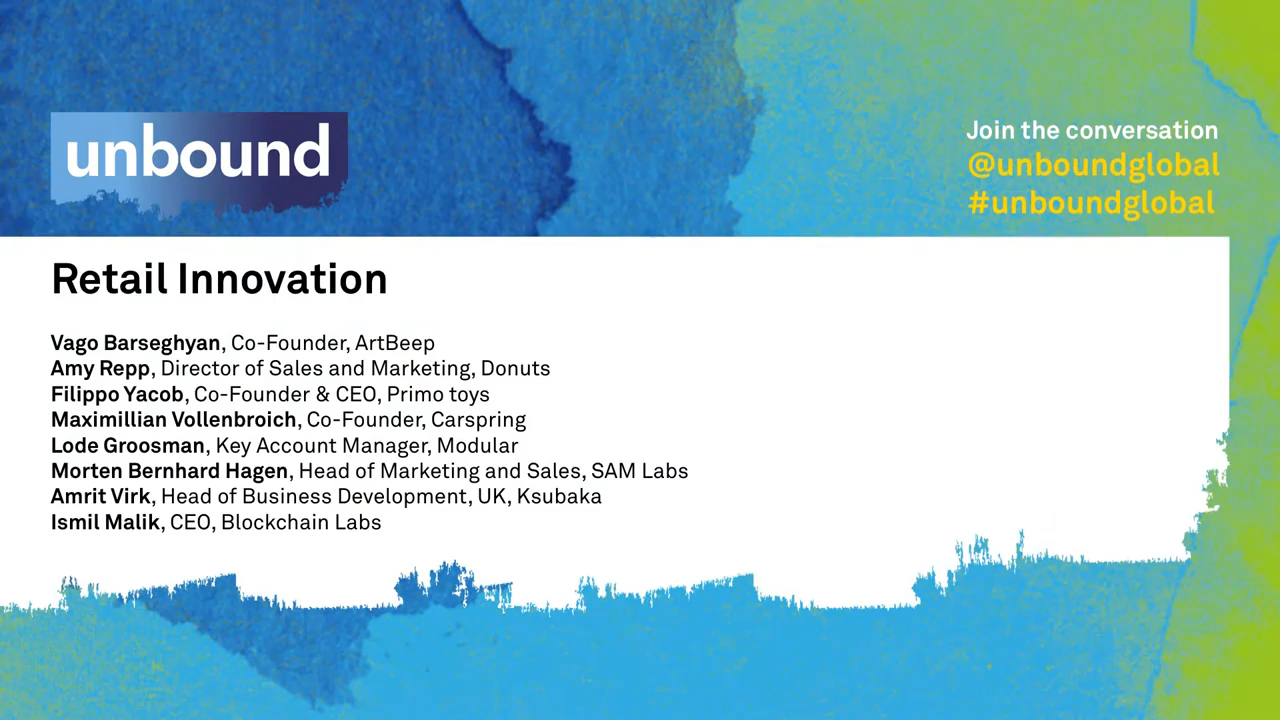 unbound
Join the conversation
@unboundglobal
#unboundglobal
Retail Innovation
Vago Barseghyan, Co-Founder, ArtBeep
Amy Repp, Director of Sales and Marketing, Donuts
Filippo Yacob, Co-Founder & CEO, Primo toys
Maximillian Vollenbroich, Co-Founder, Carspring
Lode Groosman, Key Account Manager, Modular
Morten Bernhard Hagen, Head of Marketing and Sales, SAM Labs
Amrit Virk, Head of Business Development, UK, Ksubaka
Ismil Malik, CEO, Blockchain Labs